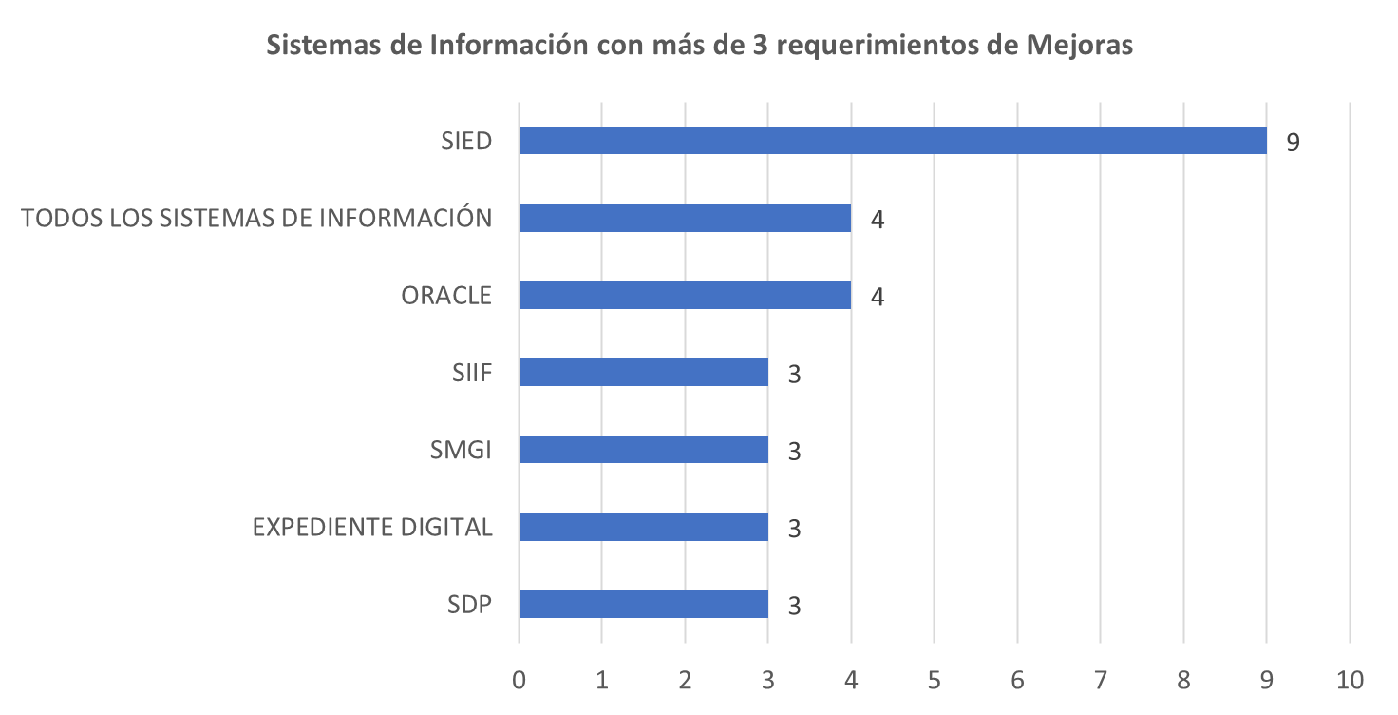 Sistemas de Información con más de 3 requerimientos de Mejoras
SIED 9
TODOS LOS SISTEMAS DE INFORMACIÓN 4
ORACLE 4
SIIF 3
SMGI 3
EXPEDIENTE DIGITAL 3
SDP 3
0 1 2 3 4 5 6 7 8 9 10